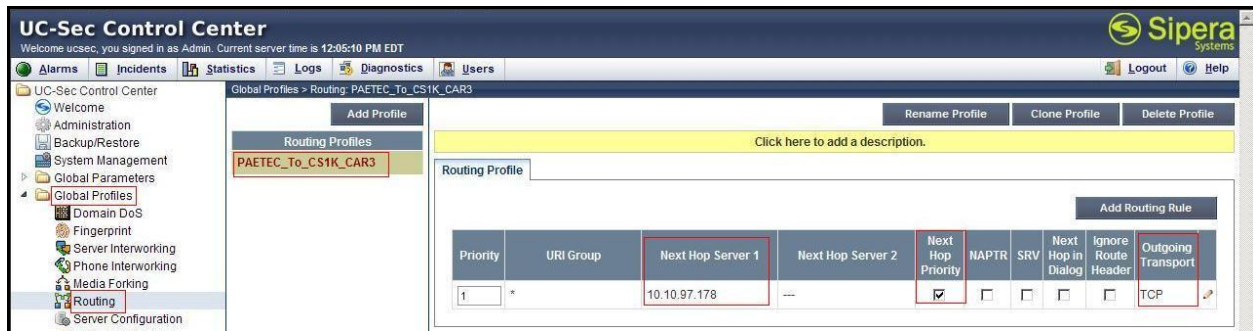 UC-Sec Control Center
Welcome ucsec, you signed in as Admin. Current server time is 12:05:10 PM EDT
Sipera
Systems
Alarms Incidents Statistics Logs Diagnostics Users Logout Help
UC-Sec Control Center
Welcome
Administration
Backup/Restore
System Management
Global Parameters
Global Profiles
Domain DoS
Fingerprint
Server Interworking
Phone Interworking
Media Forking
Routing
Server Configuration
Global Profiles > Routing: PAETEC_To_CS1K_CAR3
Add Profile
Routing Profiles
PAETEC_To_CS1K_CAR3
Rename Profile Clone Profile Delete Profile
Click here to add a description.
Routing Profile
Add Routing Rule
Priority URI Group Next Hop Server 1 Next Hop Server 2 Next Hop Priority NAPTR SRV Next Hop in Dialog Ignore Route Header Outgoing Transport
1 * 10.10.97.178 --- TCP